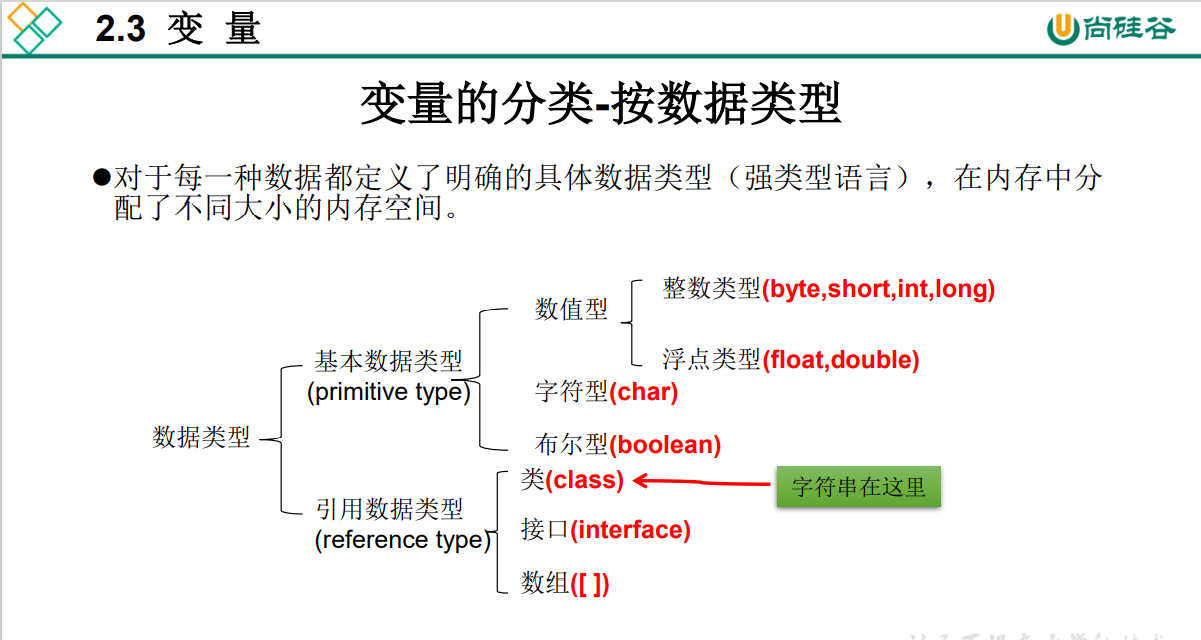 2.3 变 量
尚硅谷
变量的分类-按数据类型
●对于每一种数据都定义了明确的具体数据类型（强类型语言），在内存中分
配了不同大小的内存空间。
整数类型(byte,short,int,long)
数值型
浮点类型(float,double)
基本数据类型
(primitive type)
字符型(char)
布尔型(boolean)
数据类型
类(class)
字符串在这里
引用数据类型
(reference type)
接口(interface)
数组([ ])